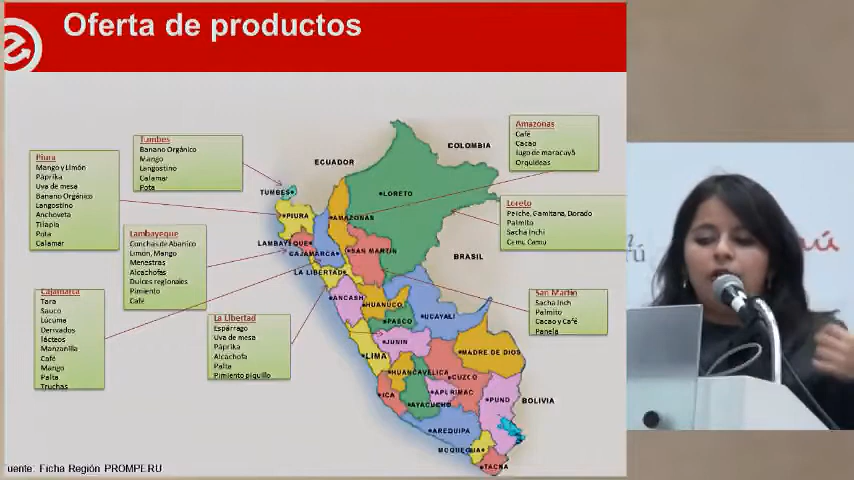 Oferta de productos
Tumbes
Banano Orgánico
Mango
Langostino
Calamar
Pota
Piura
Mango y Limón
Páprika
Uva de mesa
Banano Orgánico
Langostino
Anchoveta
Tilapia
Pota
Calamar
Lambayeque
Conchas de Abanico
Limón, Mango
Menestras
Alcachofas
Dulces regionales
Pimiento
Café
Cajamarca
Tara
Sauco
Lúcuma
Derivados
lácteos
Manzanilla
Café
Mango
Palta
Truchas
La Libertad
Espárrago
Uva de mesa
Páprika
Alcachofa
Palta
Pimiento piquillo
Amazonas
Café
Cacao
Jugo de maracuyá
Orquídeas
Loreto
Peiche, Gamitana, Dorado
Palmito
Sacha Inchi
Camu Camu
San Martín
Sacha Inch
Palmito
Cacao y Café
Panela
ECUADOR
COLOMBIA
BRASIL
BOLIVIA
TUMBES
PIURA
LORETO
AMAZONAS
LAMBAYEQUE
CAJAMARCA
SAN MARTIN
LA LIBERTAD
ANCASH
HUANUCO
UCAYALI
PASCO
JUNIN
LIMA
MADRE DE DIOS
HUANCAVELICA
CUZCO
ICA
APURIMAC
AYACUCHO
PUNO
AREQUIPA
MOQUEGUA
TACNA
uente: Ficha Región PROMPERU